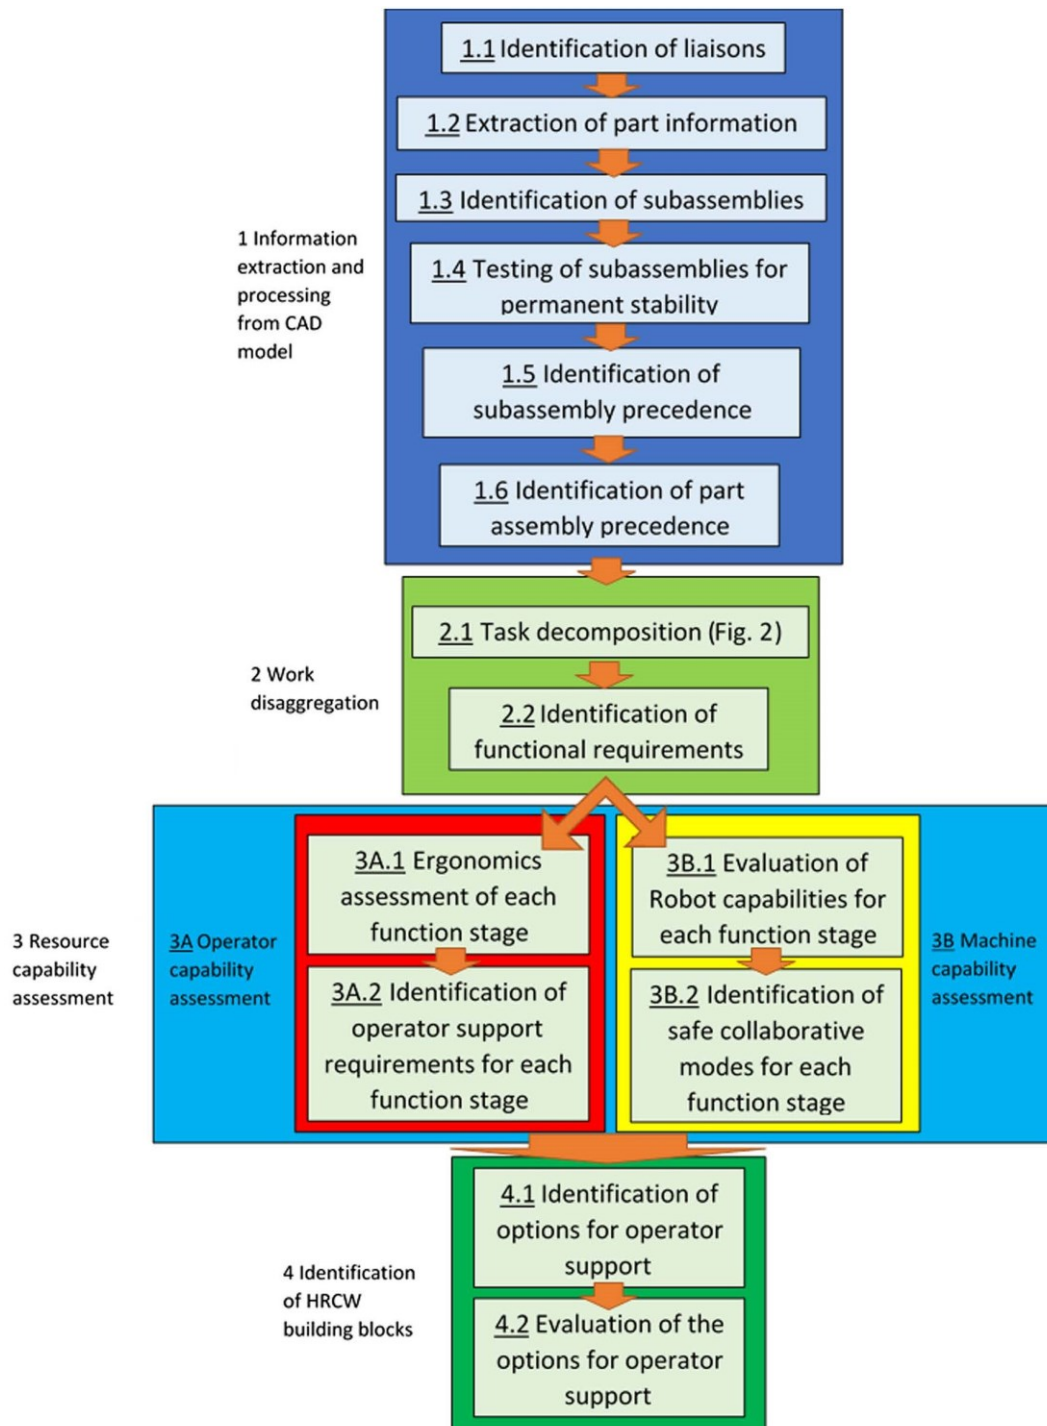 1.1 Identification of liaisons
1.2 Extraction of part information
1.3 Identification of subassemblies
1.4 Testing of subassemblies for
permanent stability
1.5 Identification of
subassembly precedence
1.6 Identification of part
assembly precedence
1 Information
extraction and
processing
from CAD
model
2.1 Task decomposition (Fig. 2)
2.2 Identification of
functional requirements
2 Work
disaggregation
3 Resource
capability
assessment
3A Operator
capability
assessment
3A.1 Ergonomics
assessment of each
function stage
3A.2 Identification of
operator support
requirements for each
function stage
3B.1 Evaluation of
Robot capabilities for
each function stage
3B.2 Identification of
safe collaborative
modes for each
function stage
3B Machine
capability
assessment
4.1 Identification of
options for operator
support
4.2 Evaluation of the
options for operator
support
4 Identification
of HRCW
building blocks